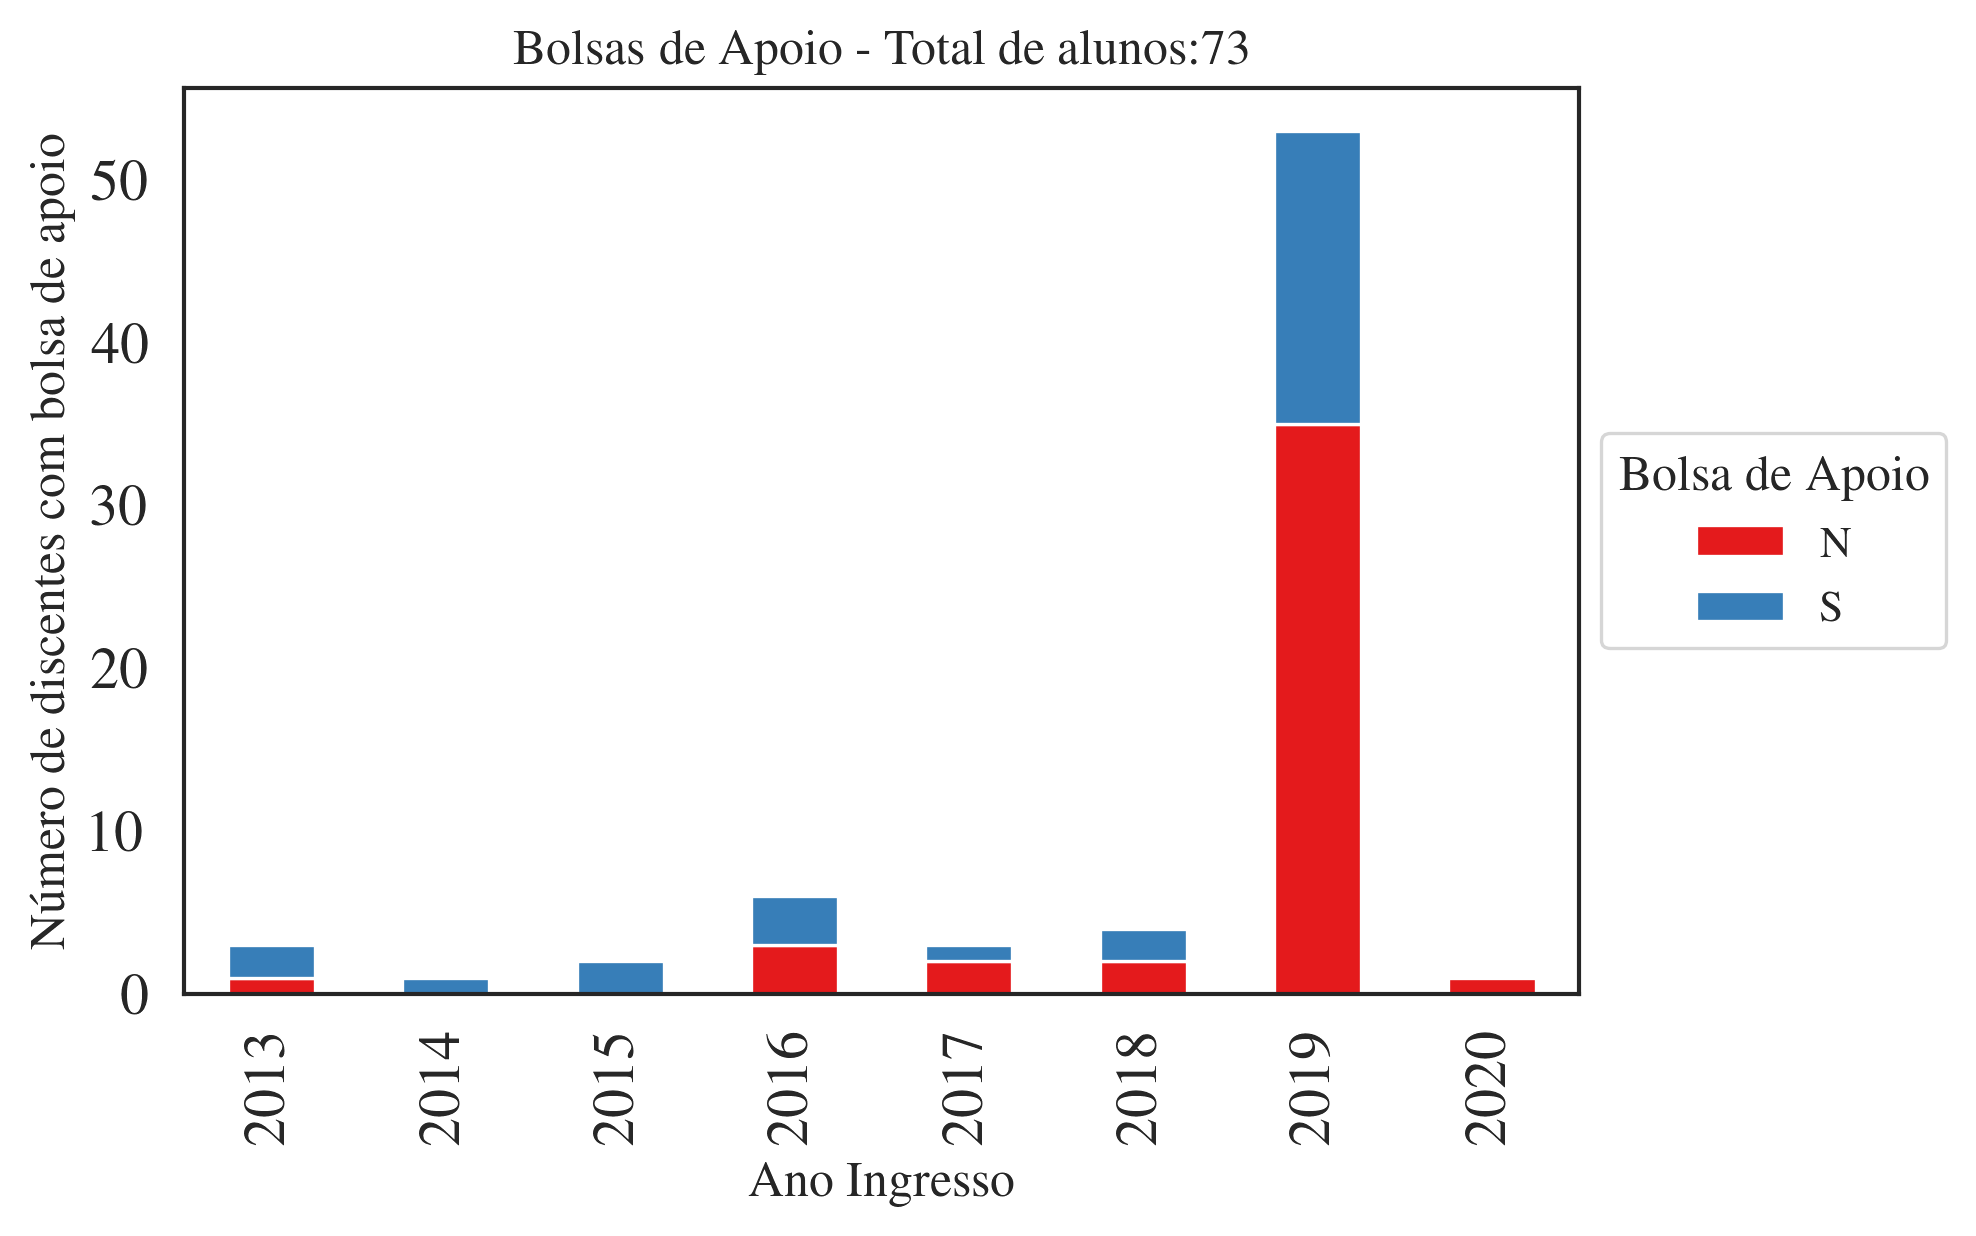 Bolsas de Apoio - Total de alunos:73
Número de discentes com bolsa de apoio
50
40
30
20
10
0
2013
2014
2015
2016
2017
2018
2019
2020
Ano Ingresso
Bolsa de Apoio
N
S